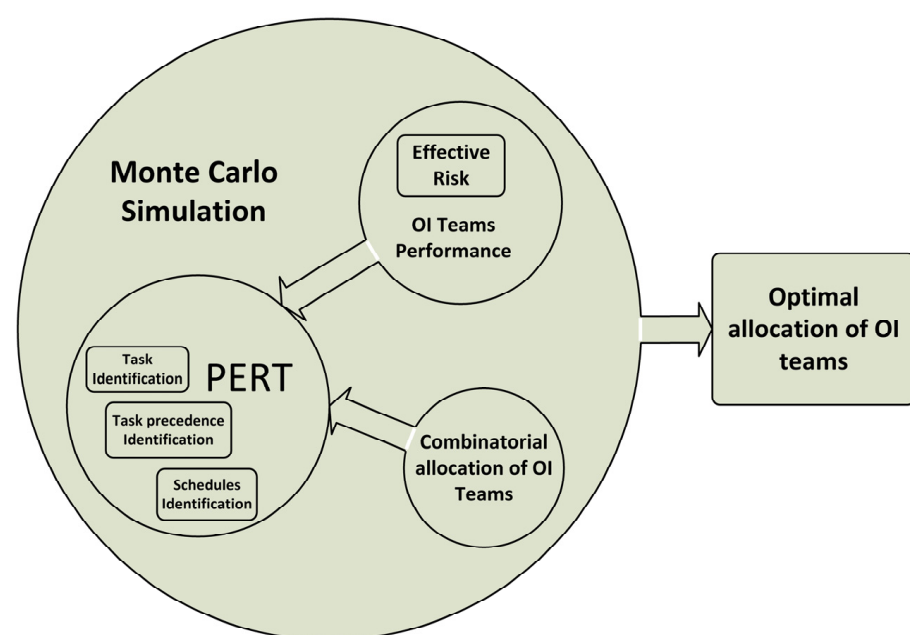 Monte Carlo
Simulation
Effective
Risk
OI Teams
Performance
Task
Identification
PERT
Task precedence
Identification
Schedules
Identification
Combinatorial
allocation of OI
Teams
Optimal
allocation of OI
teams